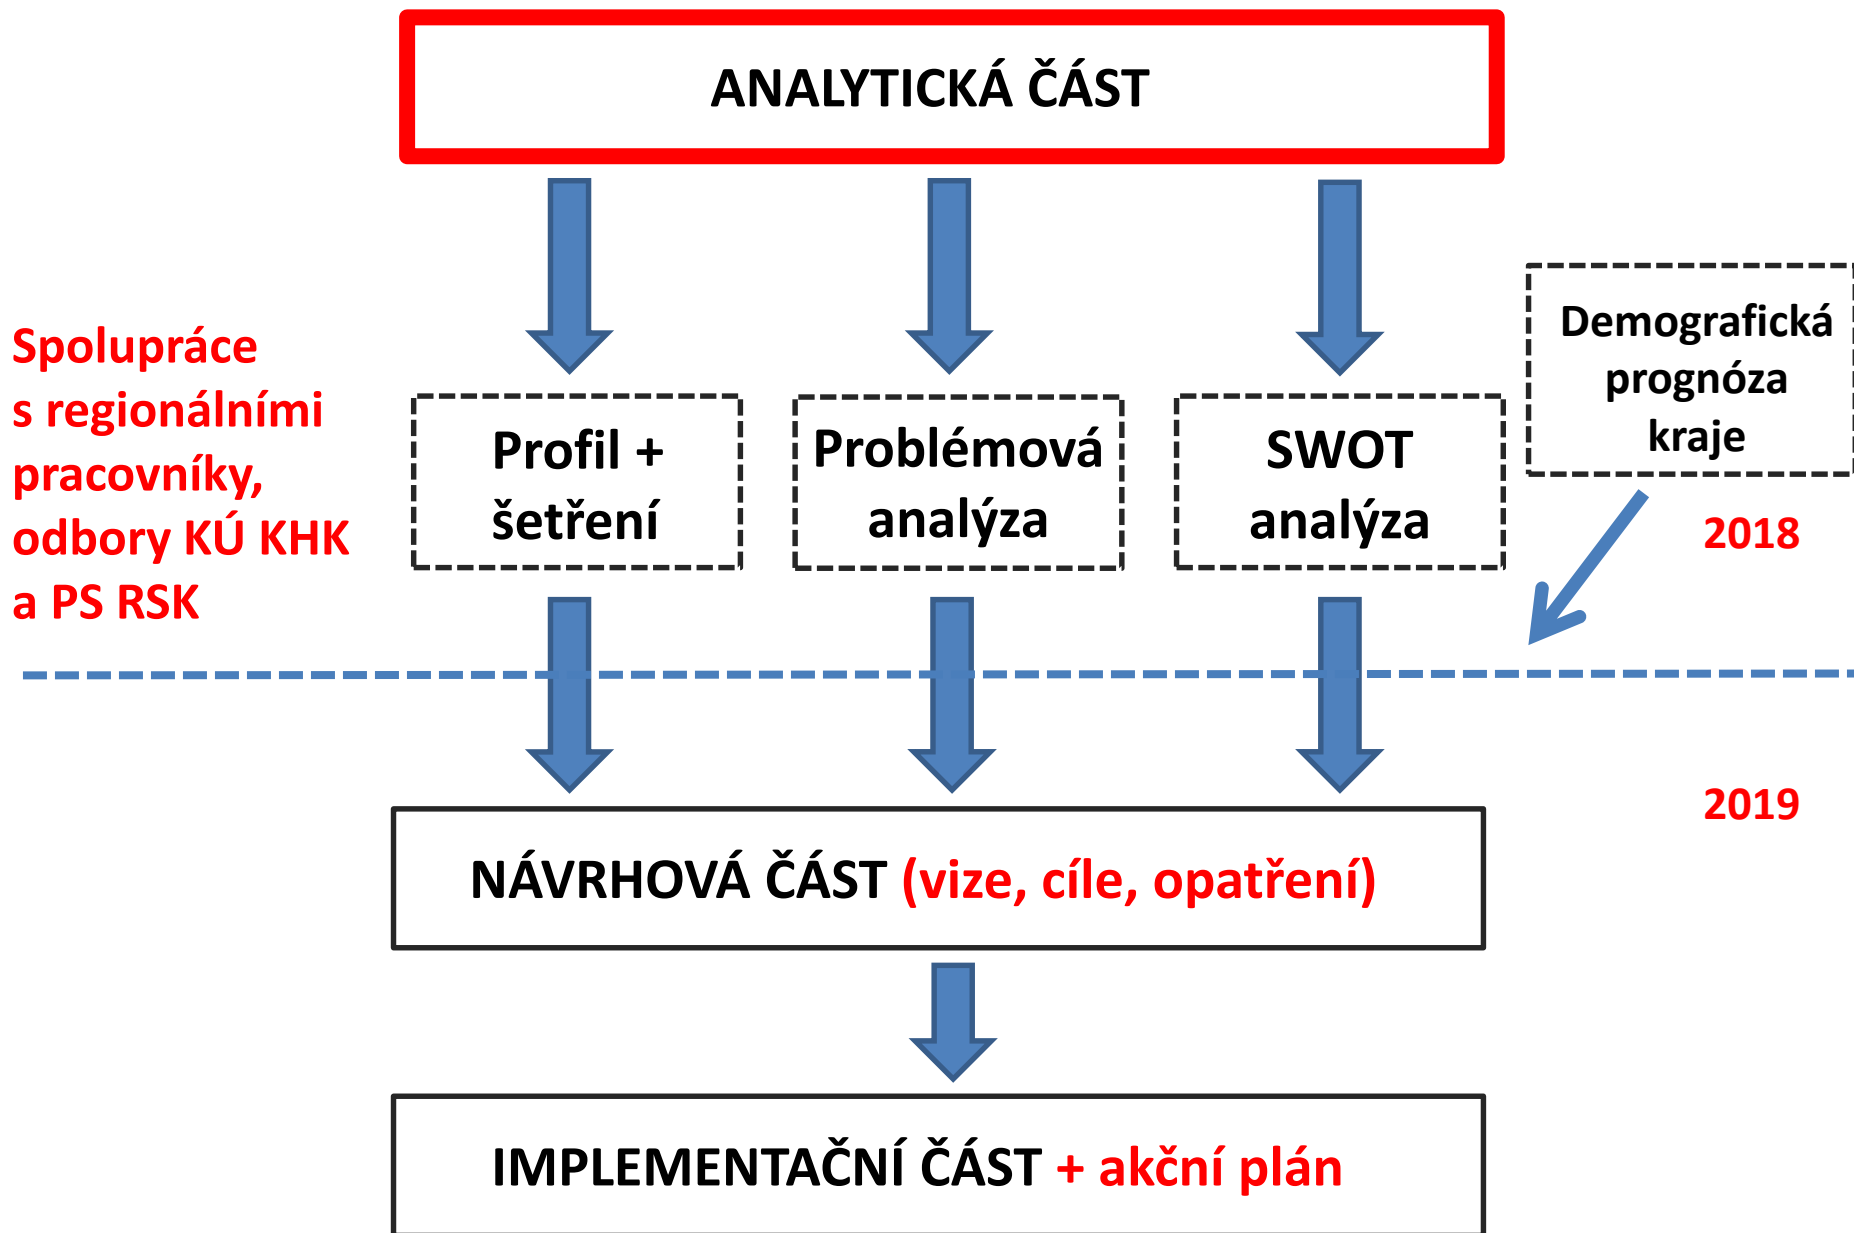 ANALYTICKÁ ČÁST
Spolupráce
s regionálními
pracovníky,
odbory KÚ KHK
a PS RSK
Profil +
šetření
Problémová
analýza
SWOT
analýza
Demografická
prognóza
kraje
2018
2019
NÁVRHOVÁ ČÁST (vize, cíle, opatření)
IMPLEMENTAČNÍ ČÁST + akční plán